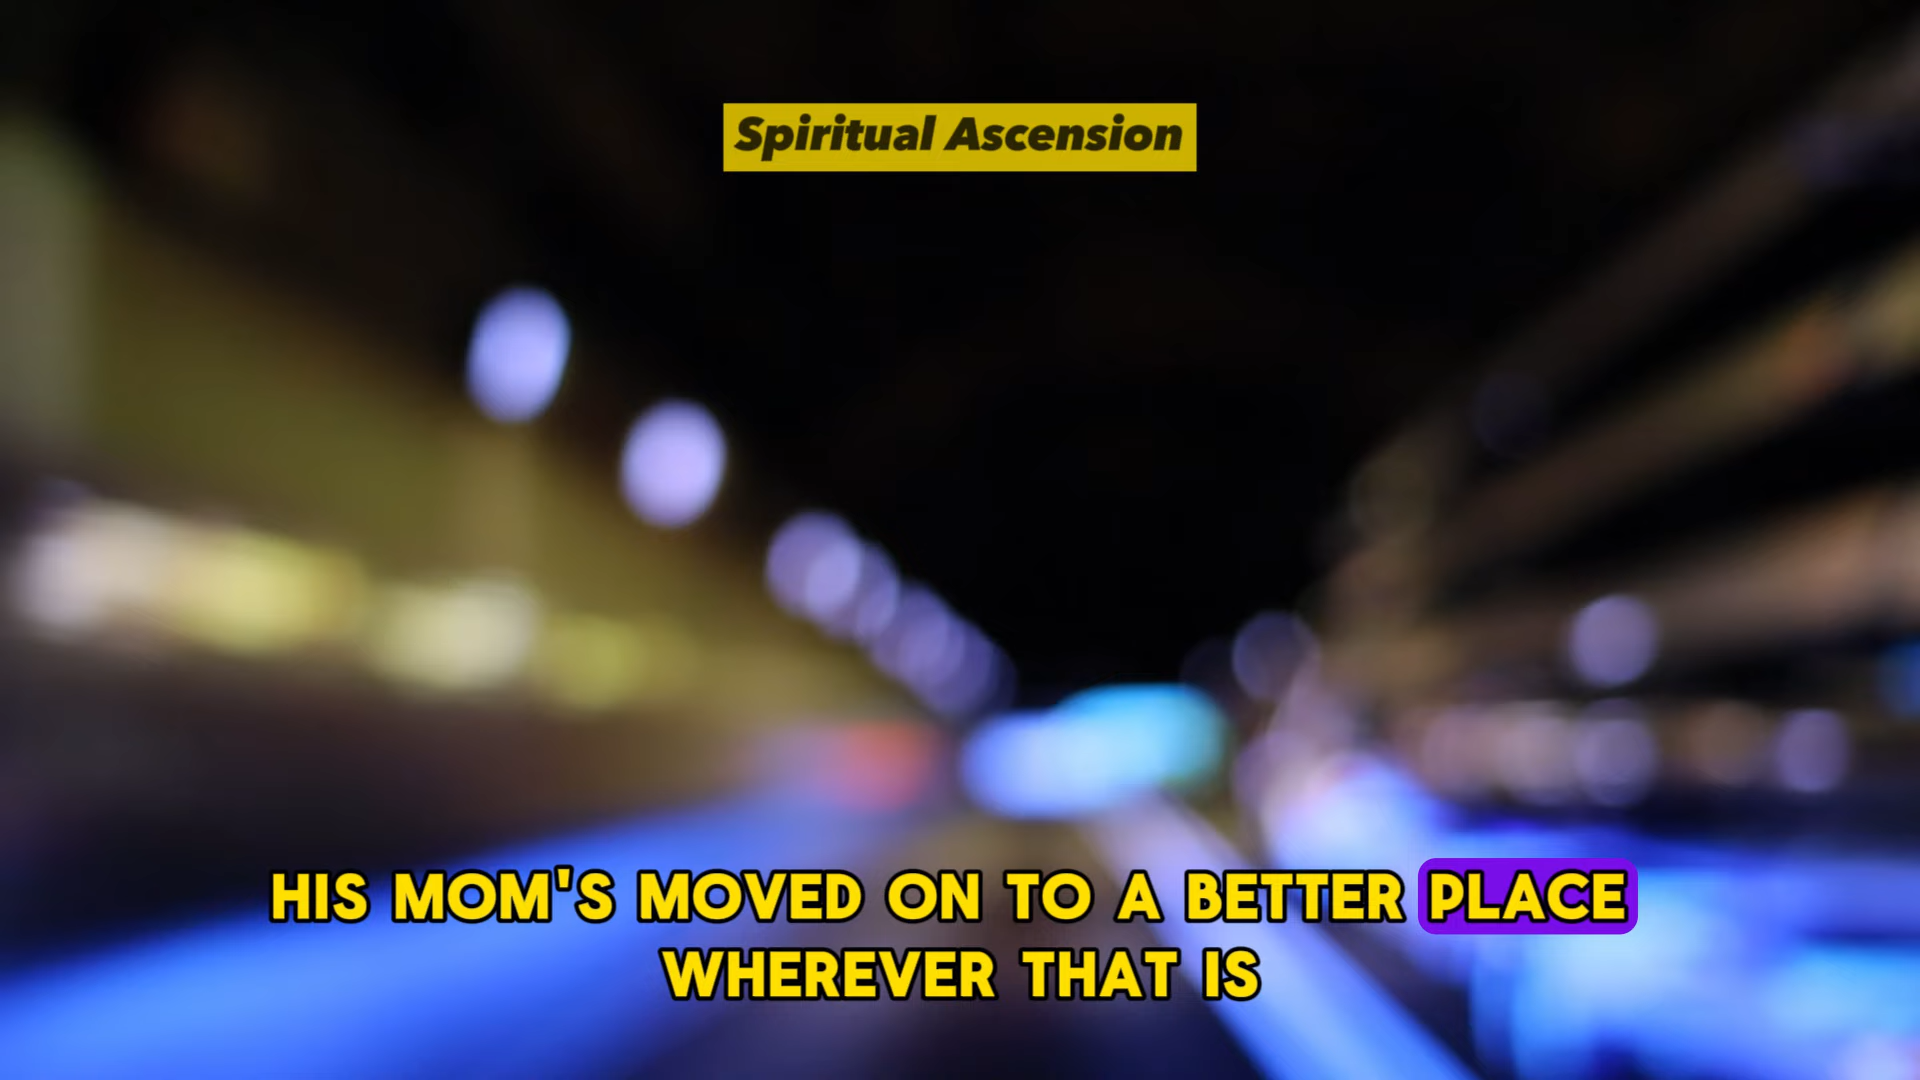 Spiritual Ascension
HIS MOM'S MOVED ON TO A BETTER PLACE
WHEREVER THAT IS